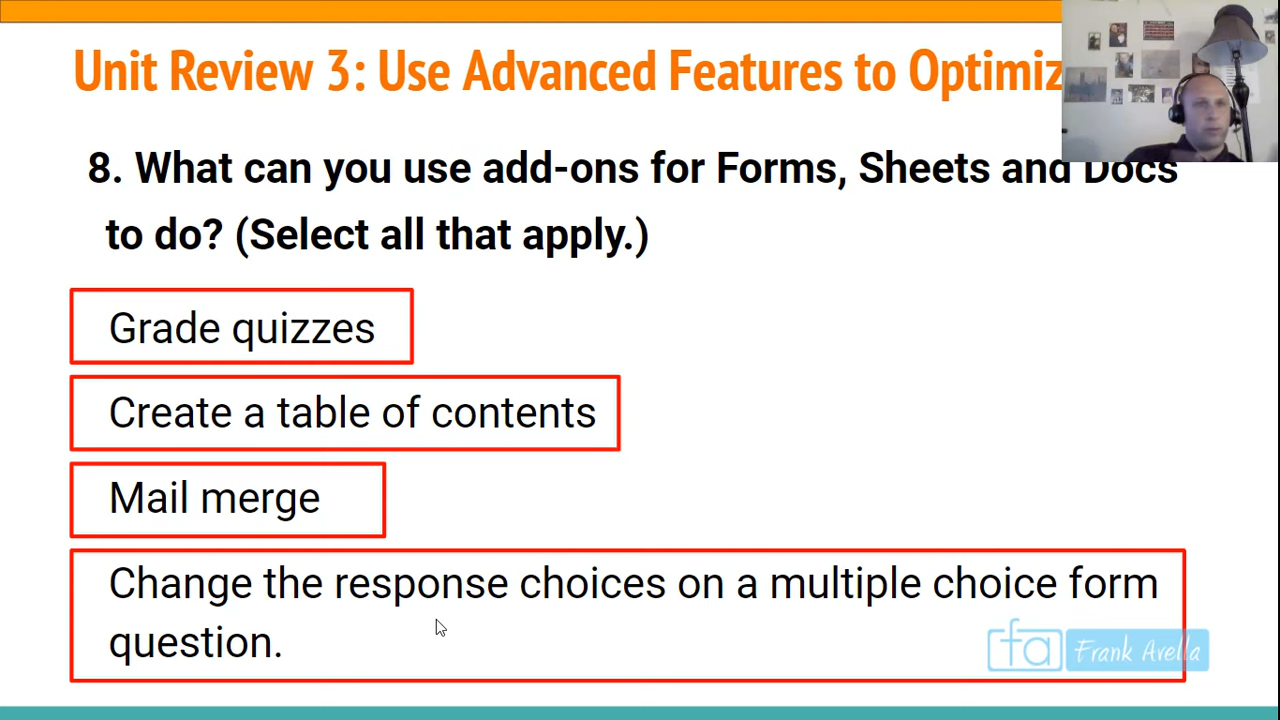 Unit Review 3: Use Advanced Features to Optimiz
8. What can you use add-ons for Forms, Sheets and Docs
to do? (Select all that apply.)
Grade quizzes
Create a table of contents
Mail merge
Change the response choices on a multiple choice form
question.
fa Frank Avella